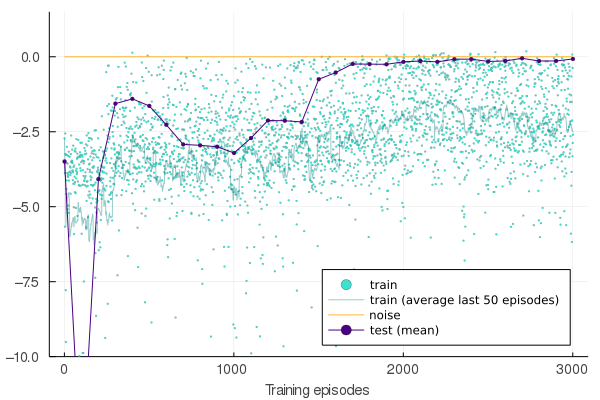 0.0
−2.5
−5.0
−7.5
−10.0
0
1000
2000
3000
Training episodes
train
train (average last 50 episodes)
noise
test (mean)